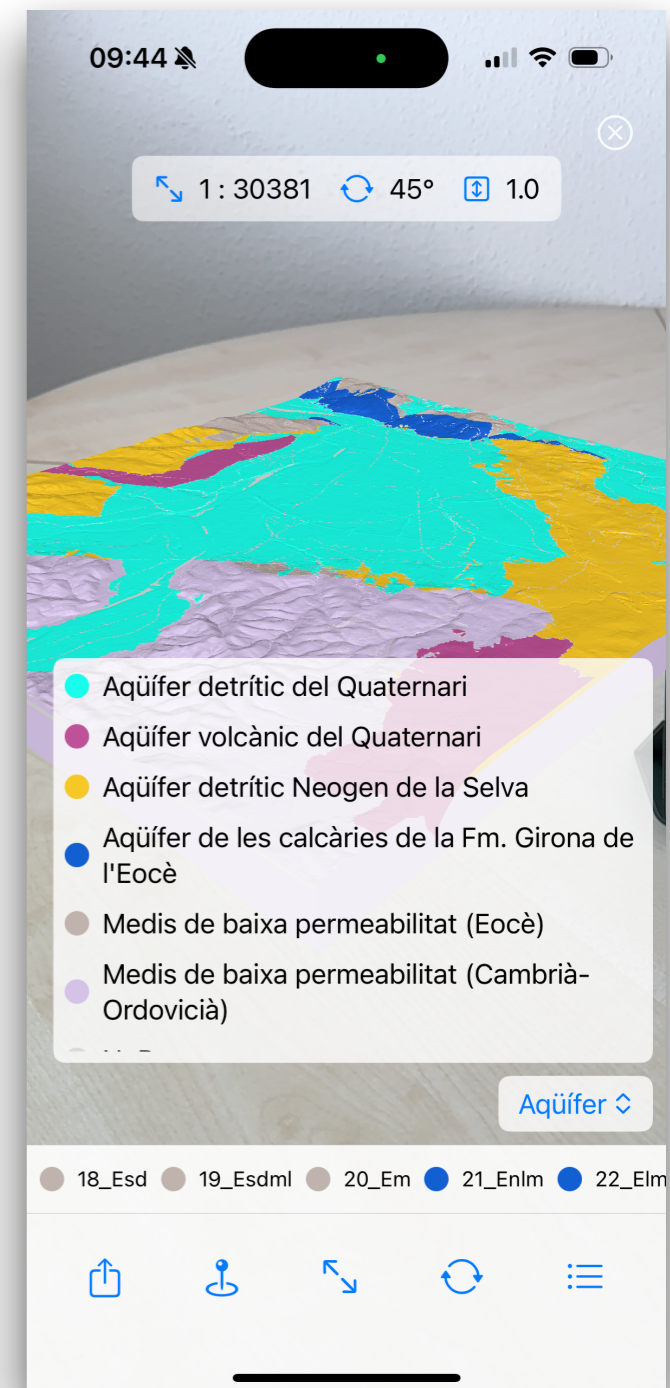 09:44
1 : 30381 45° 1.0
Aqüífer detrític del Quaternari
Aqüífer volcànic del Quaternari
Aqüífer detrític Neogen de la Selva
Aqüífer de les calcàries de la Fm. Girona de
l'Eocè
Medis de baixa permeabilitat (Eocè)
Medis de baixa permeabilitat (Cambrià-
Ordovicià)
Aqüífer
18_Esd 19_Esdml 20_Em 21_Enlm 22_Elm